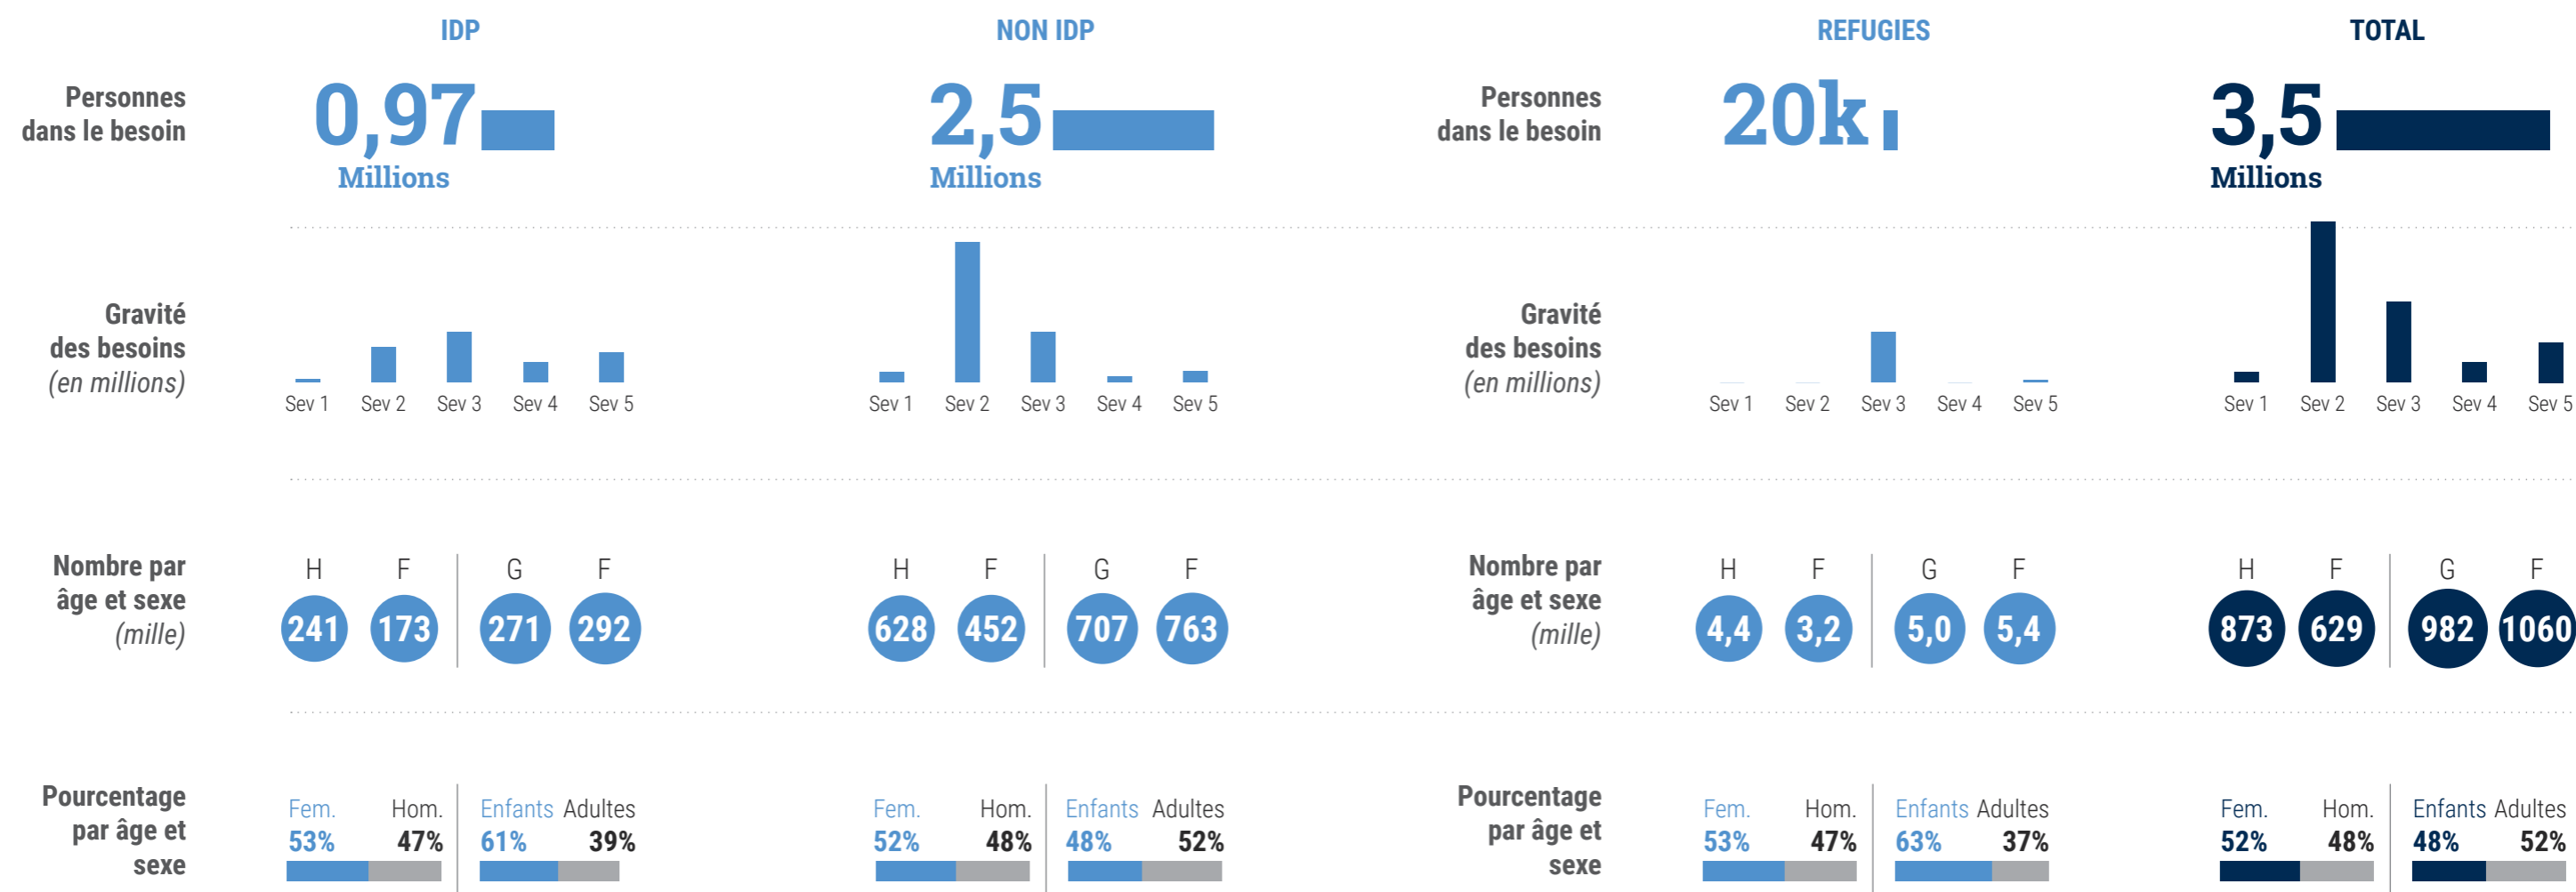 IDP NON IDP REFUGIES TOTAL
Personnes
dans le besoin
0,97
Millions
2,5
Millions
Personnes
dans le besoin
20k
3,5
Millions
Gravité
des besoins
(en millions)
Sev 1 Sev 2 Sev 3 Sev 4 Sev 5
Sev 1 Sev 2 Sev 3 Sev 4 Sev 5
Gravité
des besoins
(en millions)
Sev 1 Sev 2 Sev 3 Sev 4 Sev 5
Sev 1 Sev 2 Sev 3 Sev 4 Sev 5
Nombre par
âge et sexe
(mille)
H F G F
241 173 271 292
H F G F
628 452 707 763
Nombre par
âge et sexe
(mille)
H F G F
4,4 3,2 5,0 5,4
H F G F
873 629 982 1060
Pourcentage
par âge et
sexe
Fem. Hom. Enfants Adultes
53% 47% 61% 39%
Fem. Hom. Enfants Adultes
52% 48% 48% 52%
Pourcentage
par âge et
sexe
Fem. Hom. Enfants Adultes
53% 47% 63% 37%
Fem. Hom. Enfants Adultes
52% 48% 48% 52%